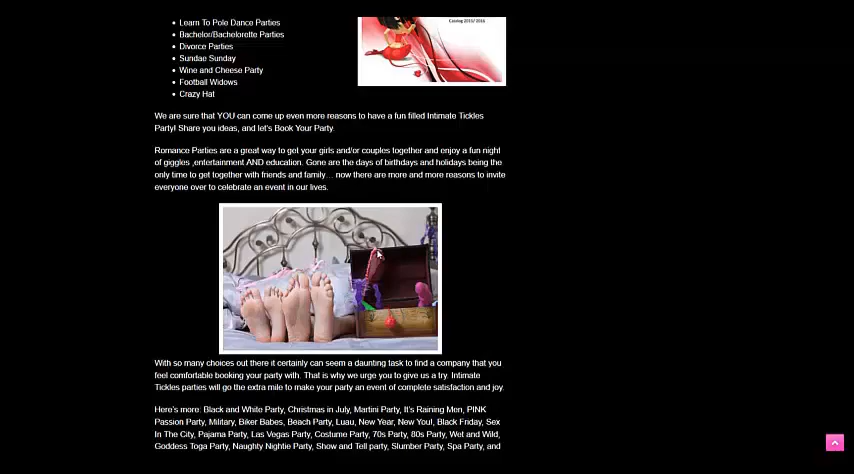 Learn To Pole Dance Parties
Catalog 2015/ 2016
Bachelor/Bachelorette Parties
Divorce Parties
Sundae Sunday
Wine and Cheese Party
Football Widows
Crazy Hat
We are sure that YOU can come up even more reasons to have a fun filled Intimate Tickles
Party! Share you ideas, and let's Book Your Party.
Romance Parties are a great way to get your girls and/or couples together and enjoy a fun night
of giggles ,entertainment AND education. Gone are the days of birthdays and holidays being the
only time to get together with friends and family… now there are more and more reasons to invite
everyone over to celebrate an event in our lives.
With so many choices out there it certainly can seem a daunting task to find a company that you
feel comfortable booking your party with. That is why we urge you to give us a try. Intimate
Tickles parties will go the extra mile to make your party an event of complete satisfaction and joy.
Here's more: Black and White Party, Christmas in July, Martini Party, It's Raining Men, PINK
Passion Party, Military, Biker Babes, Beach Party, Luau, New Year, New You!, Black Friday, Sex
In The City, Pajama Party, Las Vegas Party, Costume Party, 70s Party, 80s Party, Wet and Wild,
Goddess Toga Party, Naughty Nightie Party, Show and Tell party, Slumber Party, Spa Party, and